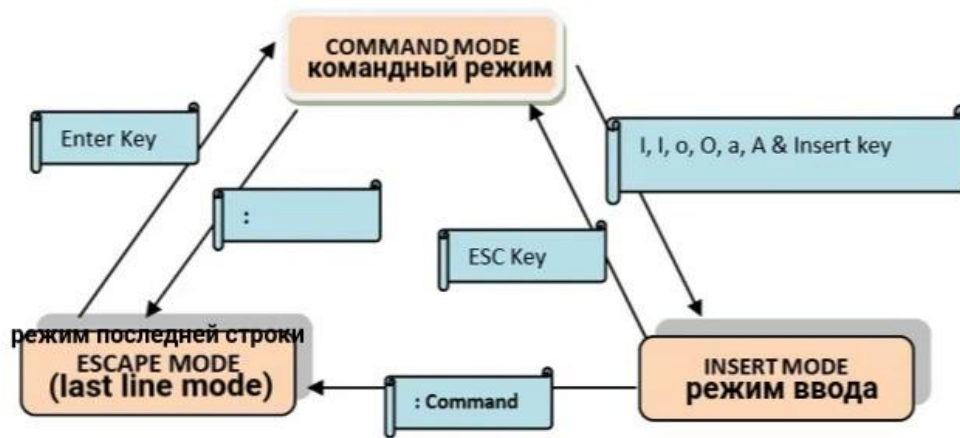 COMMAND MODE
командный режим
Enter Key
I, I, o, O, a, A & Insert key
:
ESC Key
режим последней строки
ESCAPE MODE
(last line mode)
INSERT MODE
режим ввода
: Command